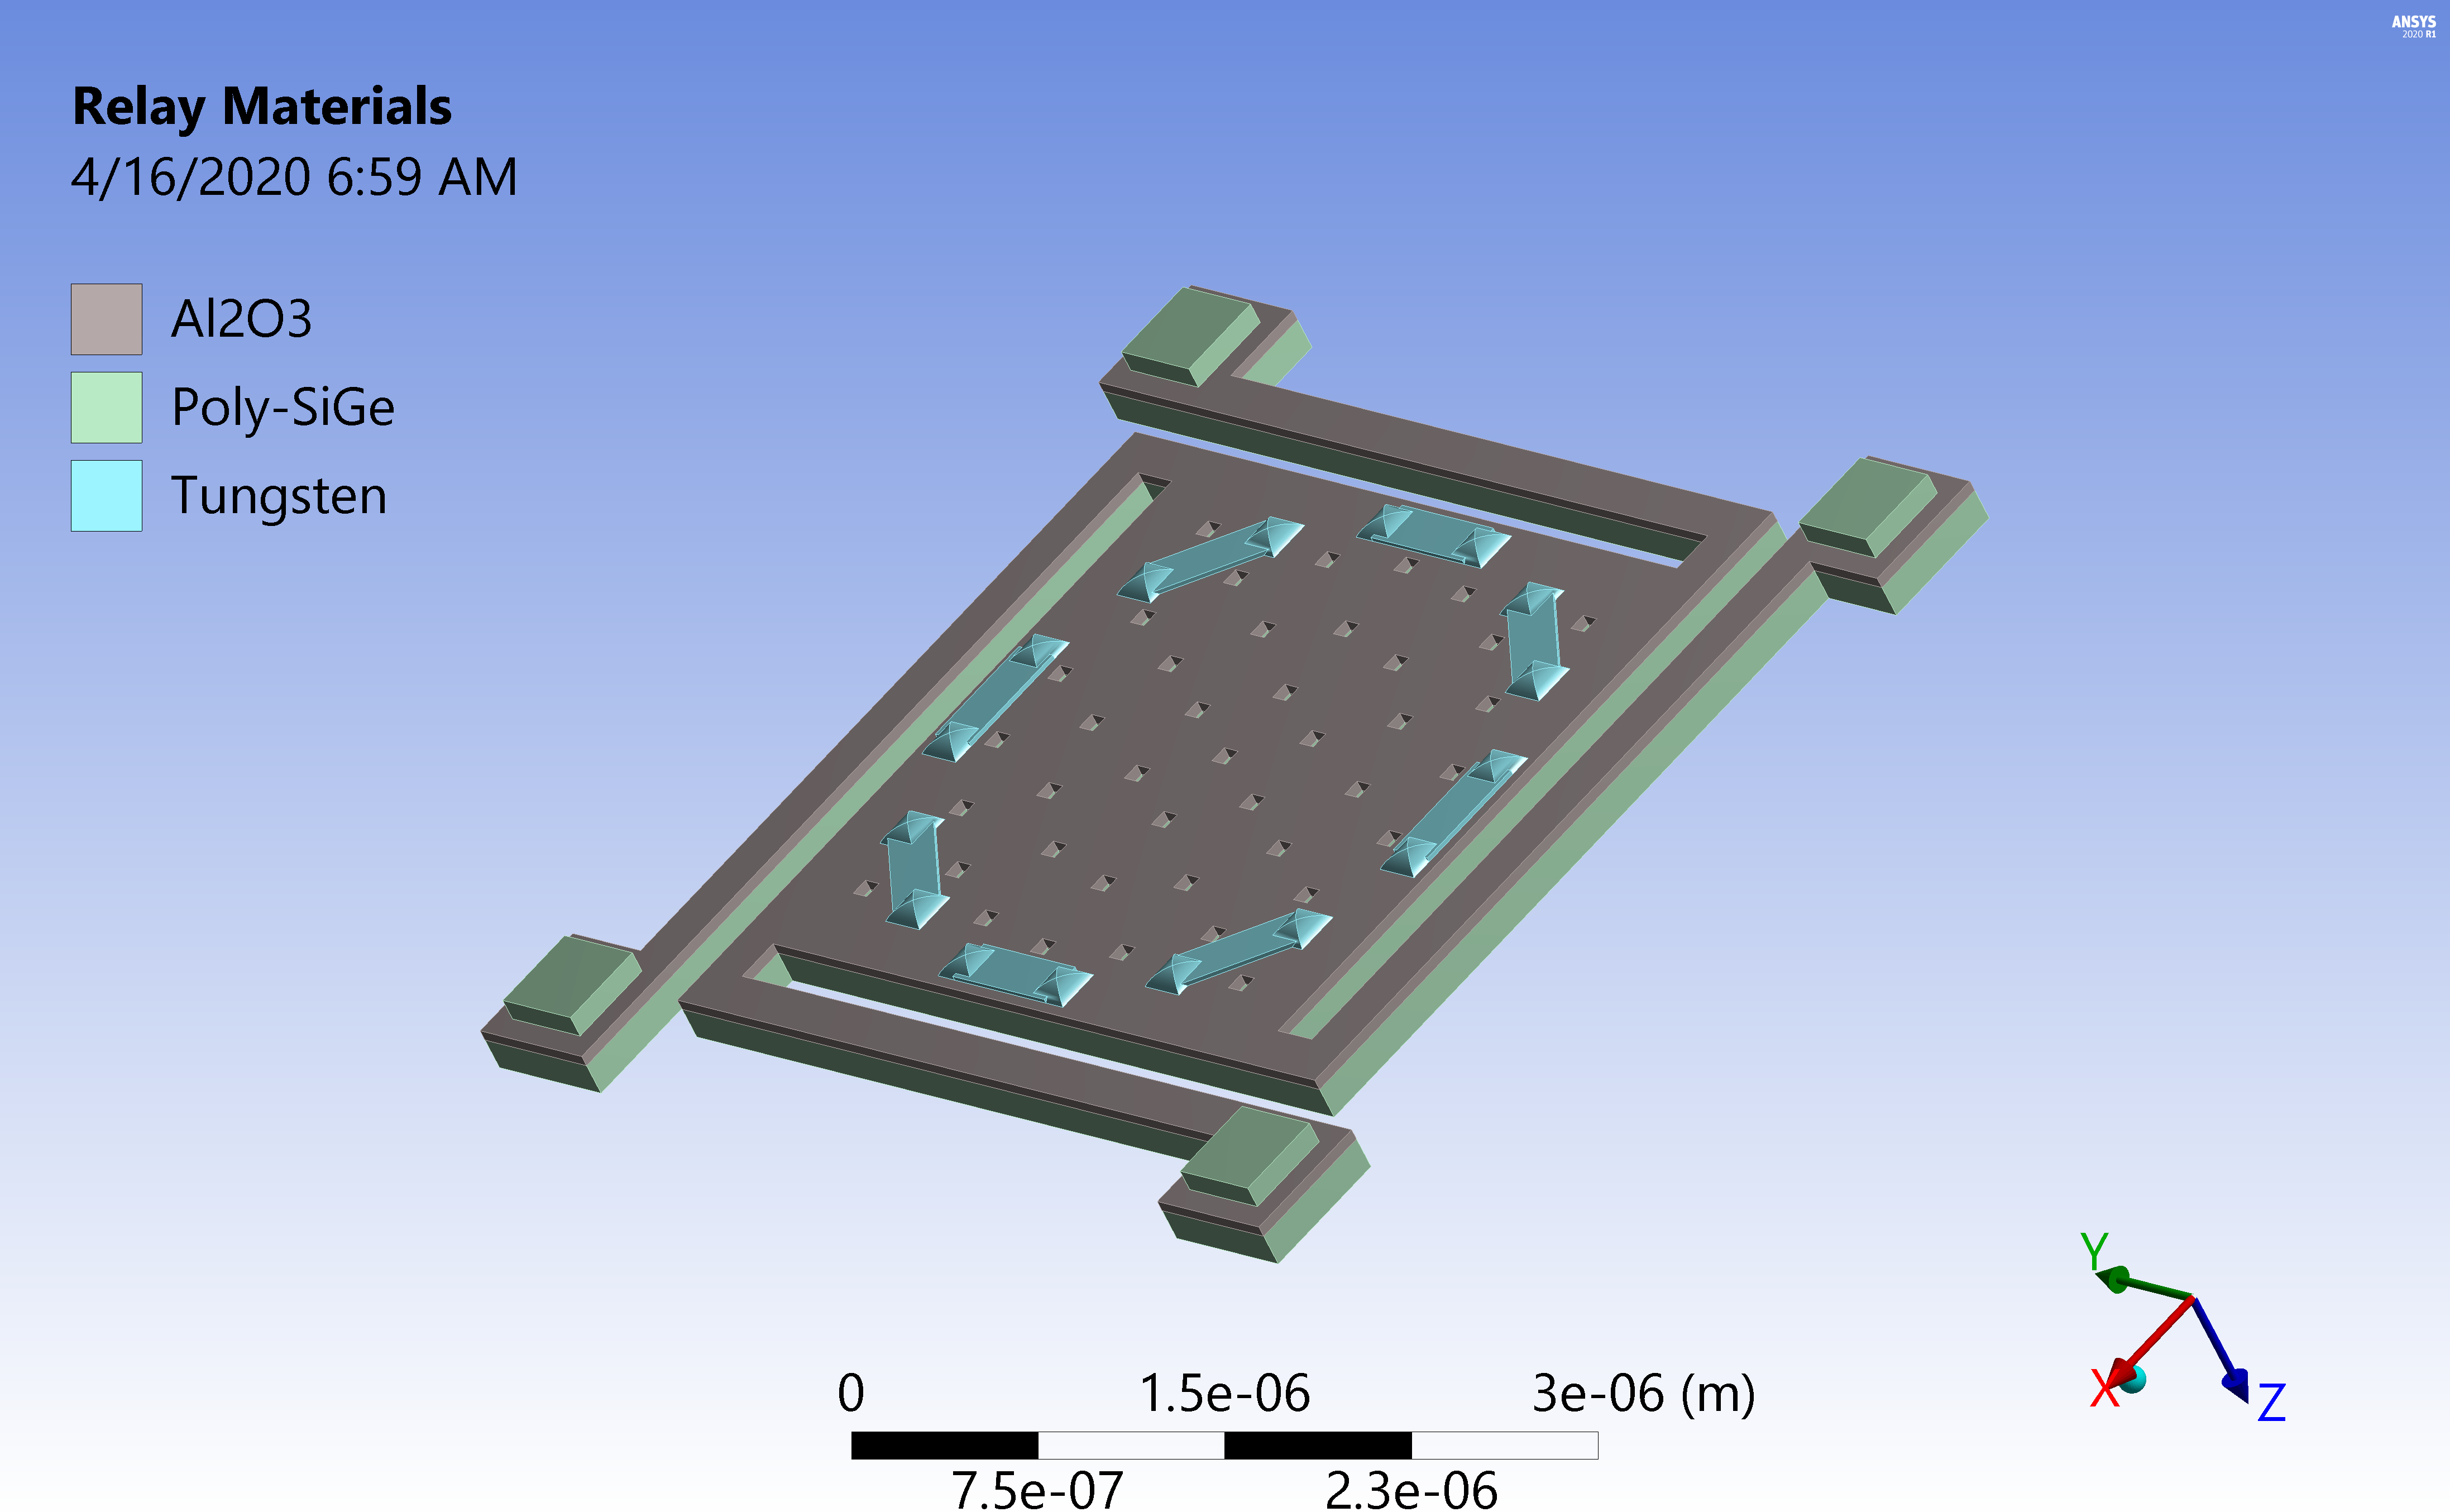 ANSYS
2020 R1
Relay Materials
4/16/2020 6:59 AM
Al2O3
Poly-SiGe
Tungsten
Y
X
Z
0 1.5e-06 3e-06 (m)
7.5e-07 2.3e-06